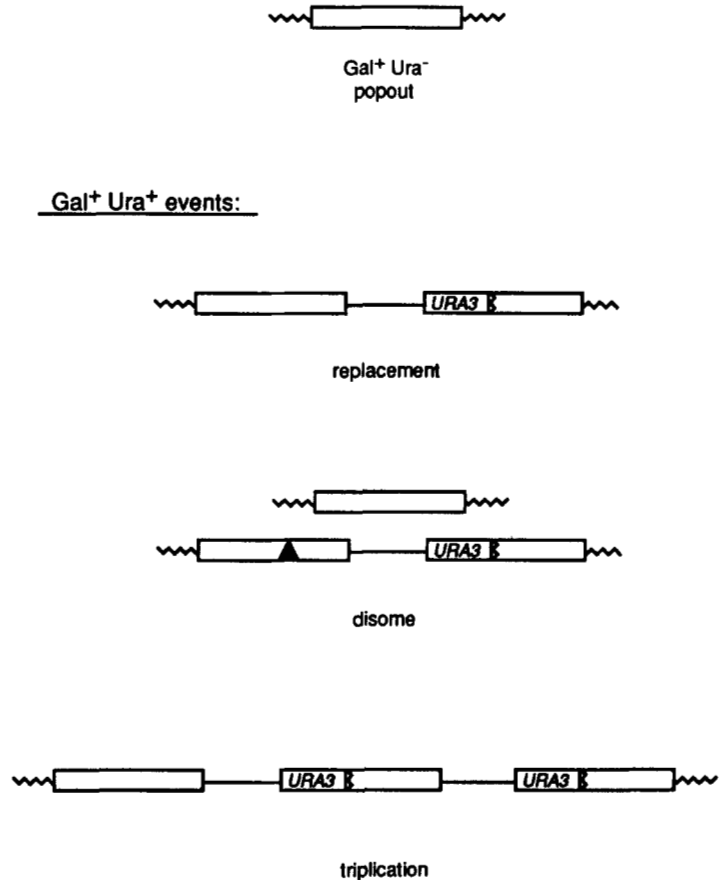 Gal⁺ Ura⁻
popout
Gal⁺ Ura⁺ events:
URA3
replacement
URA3
disome
URA3 URA3
triplication